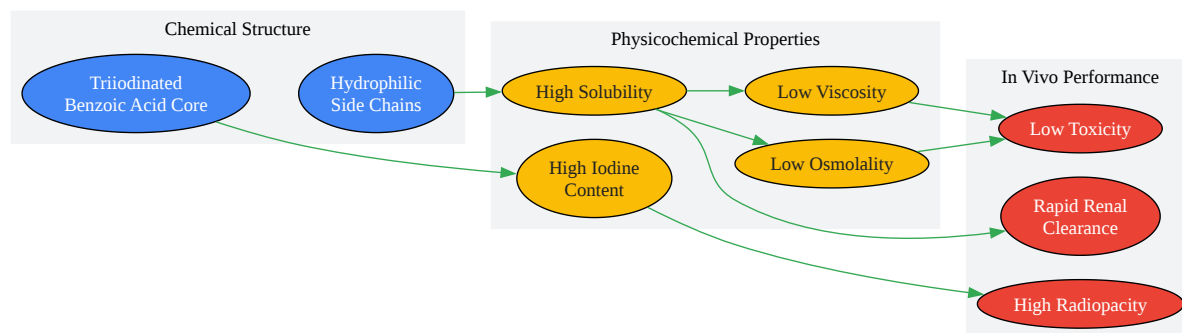 Chemical Structure
Triiodinated
Benzoic Acid Core
Hydrophilic
Side Chains
Physicochemical Properties
High Solubility
Low Viscosity
High Iodine
Content
Low Osmolality
In Vivo Performance
Low Toxicity
Rapid Renal
Clearance
High Radiopacity